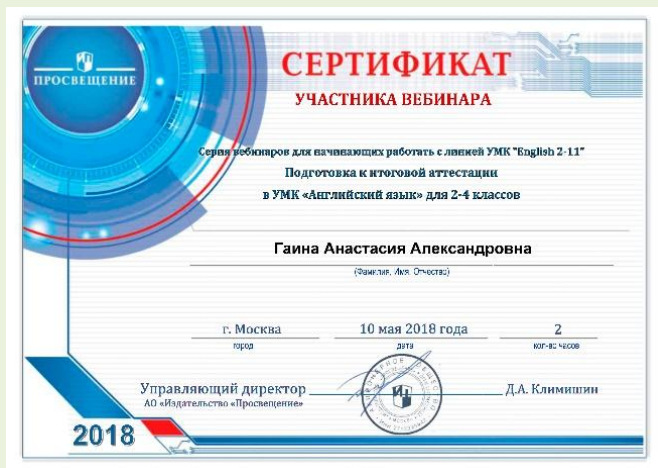 ПРОСВЕЩЕНИЕ
СЕРТИФИКАТ
УЧАСТНИКА ВЕБИНАРА
Серия вебинаров для начинающих работать с линией УМК "English 2-11"
Подготовка к итоговой аттестации
в УМК «Английский язык» для 2-4 классов
Гаина Анастасия Александровна
(Фамилия, Имя, Отчество)
г. Москва 10 мая 2018 года 2
город дата кол-во часов
Управляющий директор Д.А. Климишин
АО «Издательство «Просвещение»
2018